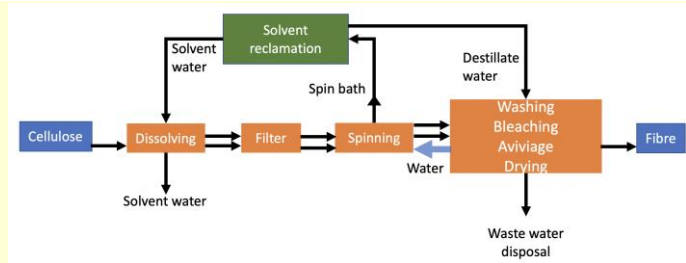 Solvent
reclamation
Solvent
water
Destillate
water
Spin bath
Cellulose
Dissolving
Filter
Spinning
Washing
Bleaching
Aviviage
Drying
Fibre
Water
Solvent water
Waste water
disposal